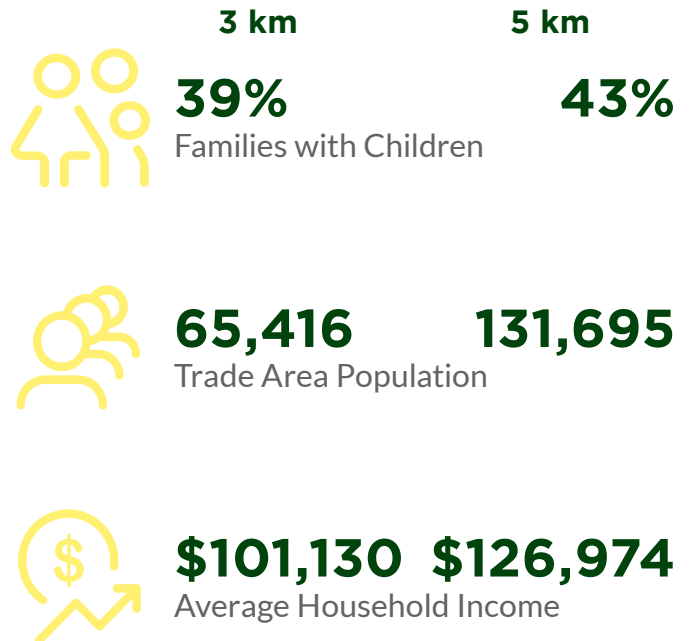 3 km 5 km
39% 43%
Families with Children
65,416 131,695
Trade Area Population
$
$101,130 $126,974
Average Household Income